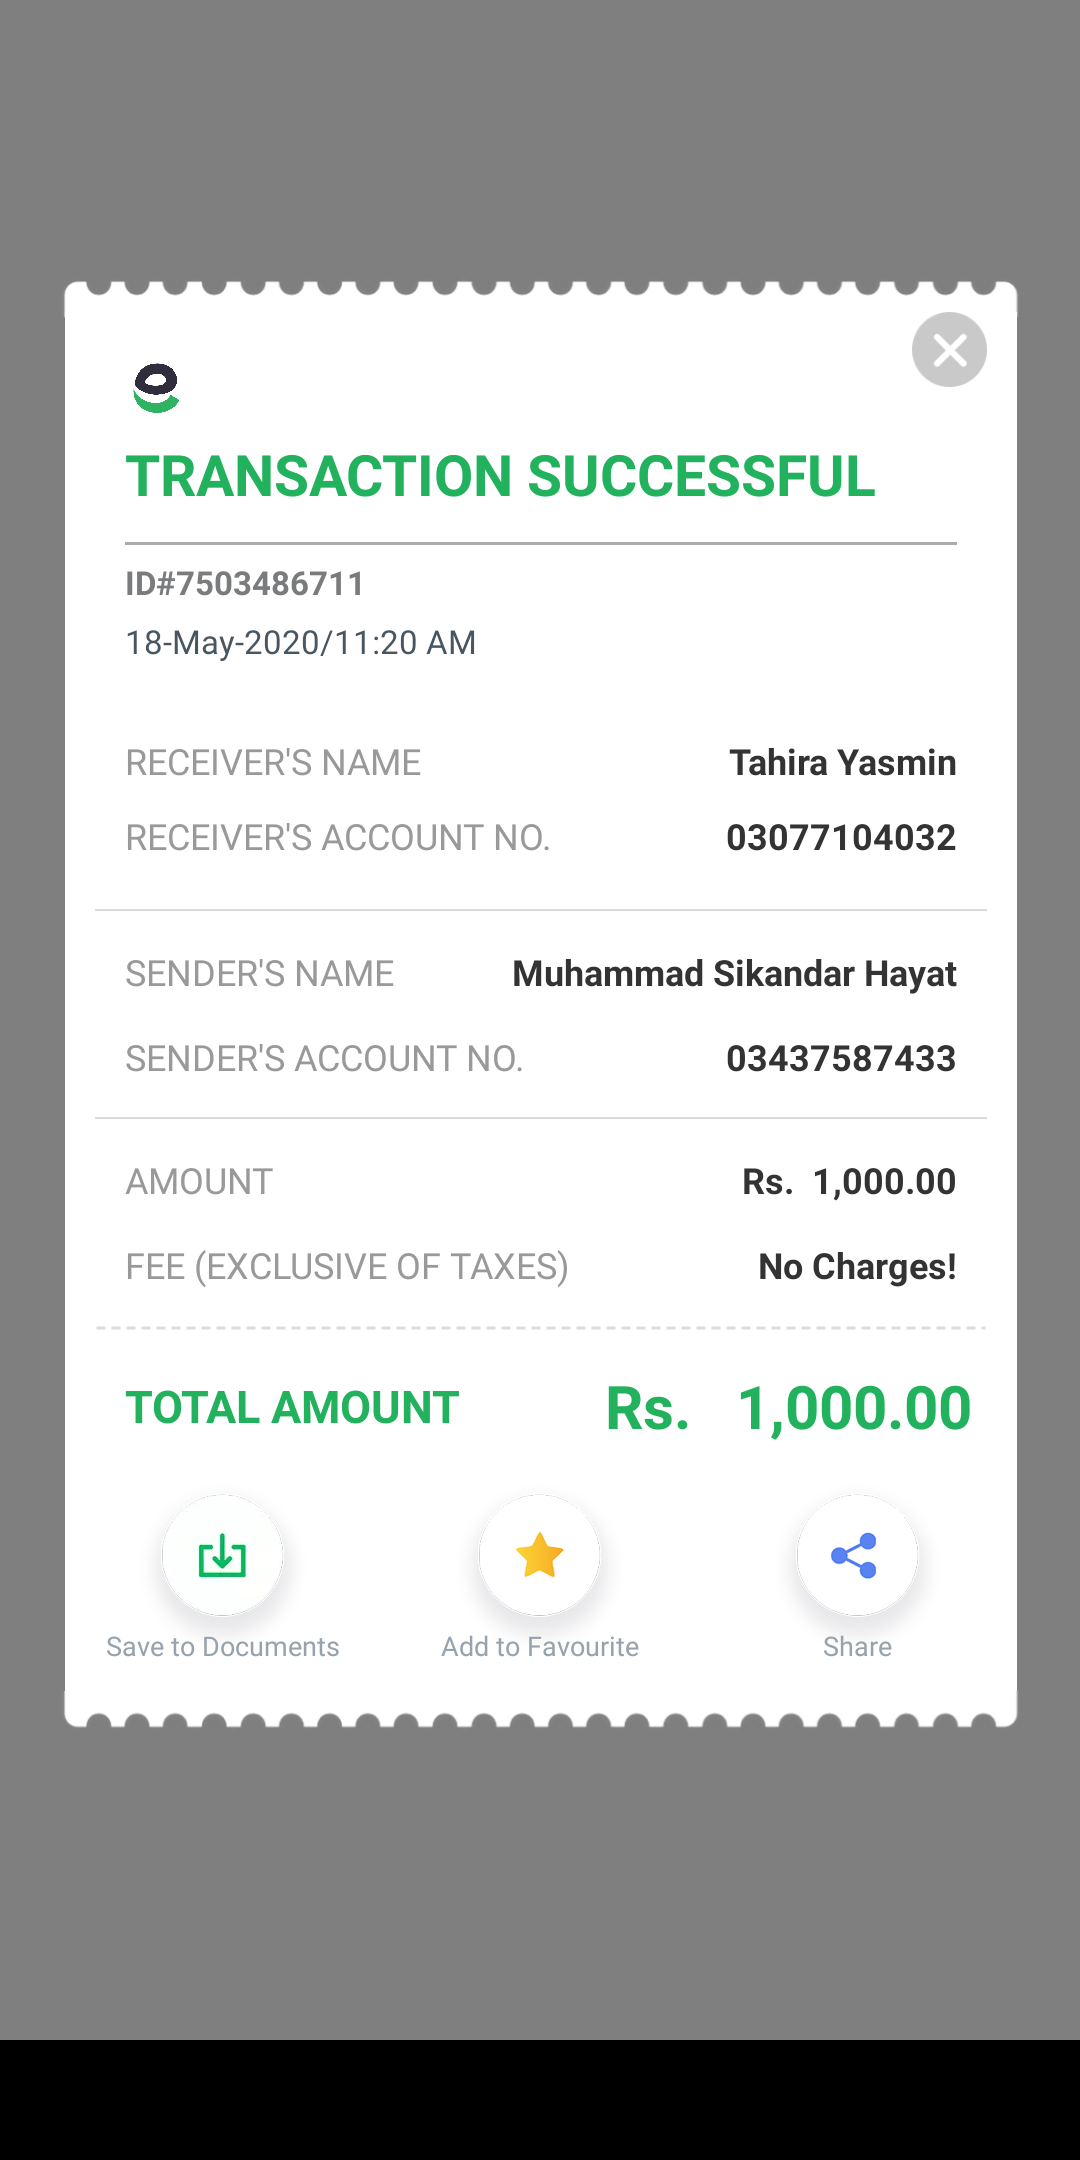 TRANSACTION SUCCESSFUL
ID#7503486711
18-May-2020/11:20 AM
RECEIVER'S NAME Tahira Yasmin
RECEIVER'S ACCOUNT NO. 03077104032
SENDER'S NAME Muhammad Sikandar Hayat
SENDER'S ACCOUNT NO. 03437587433
AMOUNT Rs. 1,000.00
FEE (EXCLUSIVE OF TAXES) No Charges!
TOTAL AMOUNT Rs. 1,000.00
Save to Documents Add to Favourite Share